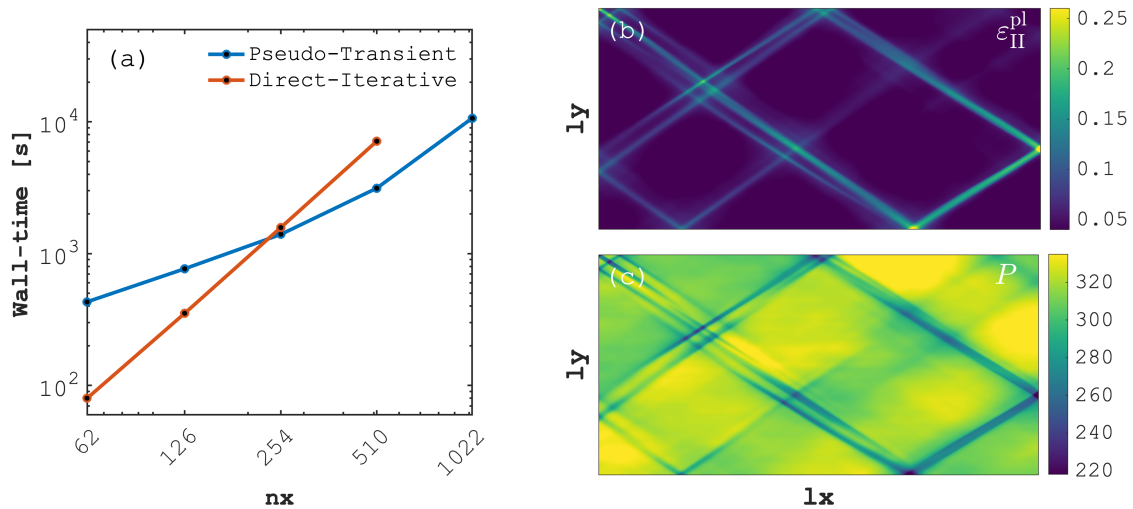 (a)
Pseudo-Transient
Direct-Iterative
Wall-time [s]
10^4
10^3
10^2
62
126
254
510
1022
nx
(b)
ε_II^pl
ly
0.25
0.2
0.15
0.1
0.05
(c)
P
ly
320
300
280
260
240
220
lx